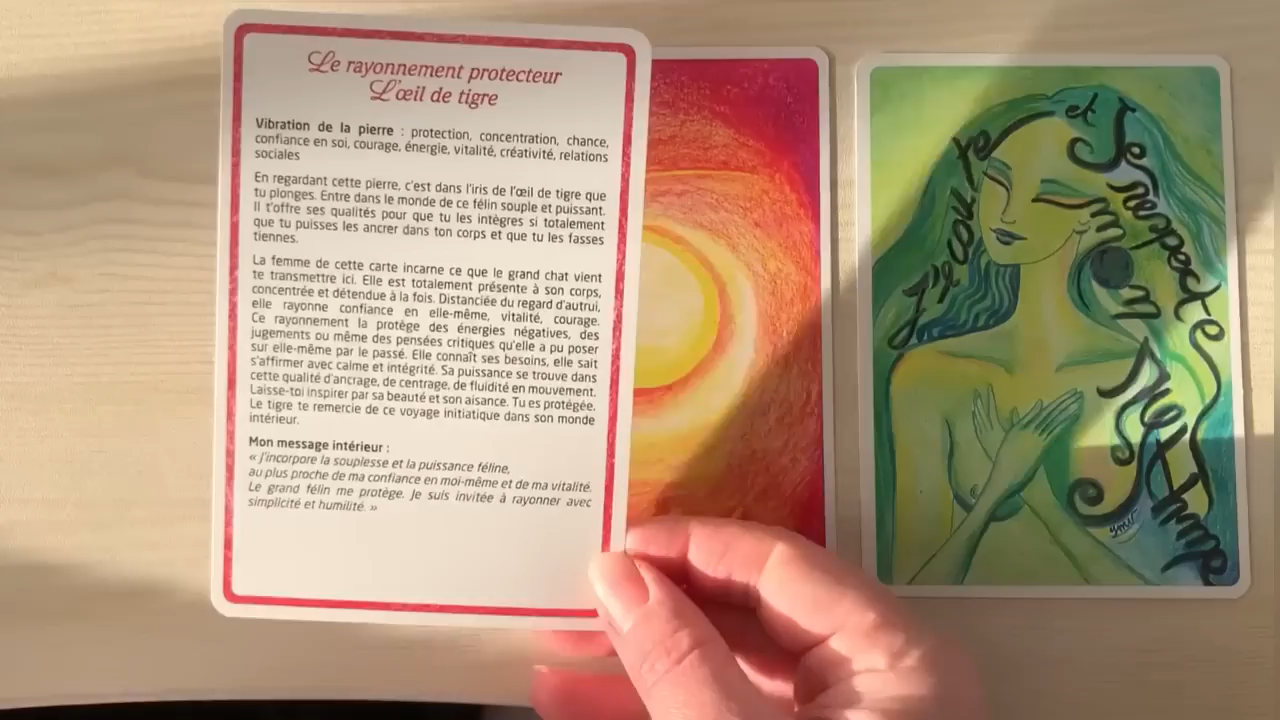 Le rayonnement protecteur
L'œil de tigre
Vibration de la pierre : protection, concentration, chance,
confiance en soi, courage, énergie, vitalité, créativité, relations
sociales
En regardant cette pierre, c'est dans l'iris de l'œil de tigre que
tu plonges. Entre dans le monde de ce félin souple et puissant.
Il t'offre ses qualités pour que tu les intègres si totalement
que tu puisses les ancrer dans ton corps et que tu les fasses
tiennes.
La femme de cette carte incarne ce que le grand chat vient
te transmettre ici. Elle est totalement présente à son corps,
concentrée et détendue à la fois. Distanciée du regard d'autrui,
elle rayonne confiance en elle-même, vitalité, courage.
Ce rayonnement la protège des énergies négatives, des
jugements ou même des pensées critiques qu'elle a pu poser
sur elle-même par le passé. Elle connaît ses besoins, elle sait
s'affirmer avec calme et intégrité. Sa puissance se trouve dans
cette qualité d'ancrage, de centrage, de fluidité en mouvement.
Laisse-toi inspirer par sa beauté et son aisance. Tu es protégée.
Le tigre te remercie de ce voyage initiatique dans son monde
intérieur.
Mon message intérieur :
« J'incorpore la souplesse et la puissance féline,
au plus proche de ma confiance en moi-même et de ma vitalité.
Le grand félin me protège. Je suis invitée à rayonner avec
simplicité et humilité. »
J'écoute
et Je
respecte
mon
rythme